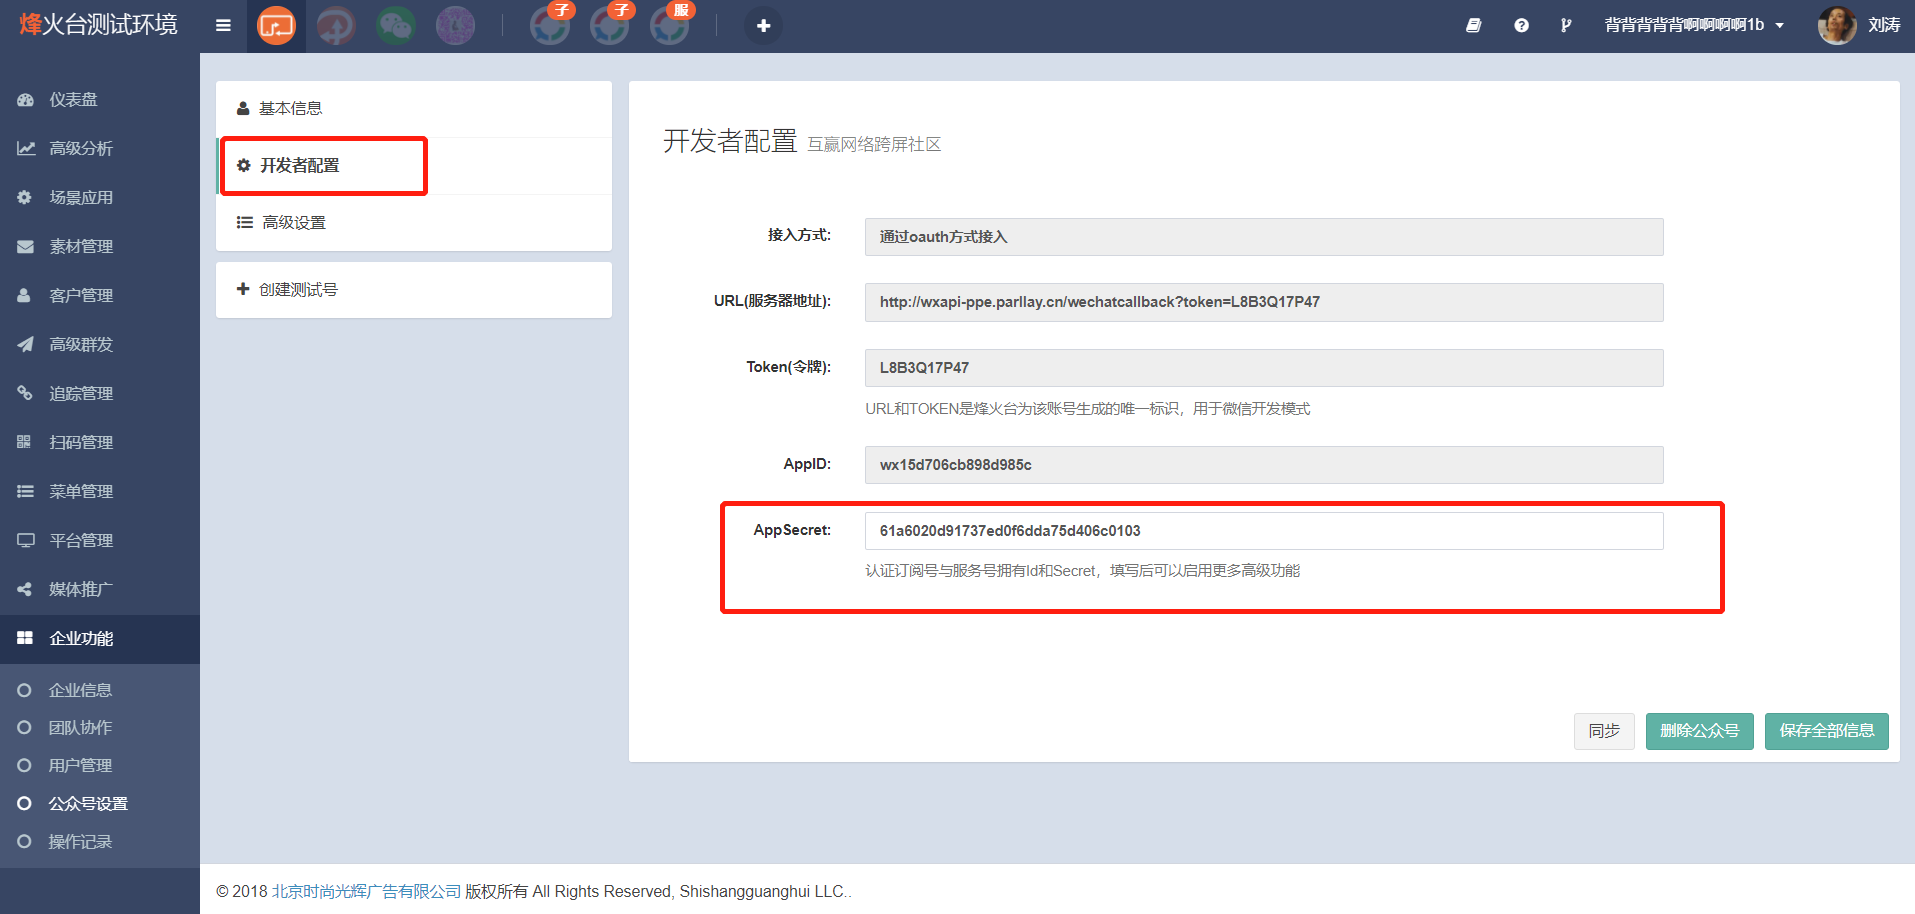 烽火台测试环境
子
子
服
背背背背背啊啊啊啊1b
刘涛
仪表盘
高级分析
场景应用
素材管理
客户管理
高级群发
追踪管理
扫码管理
菜单管理
平台管理
媒体推广
企业功能
企业信息
团队协作
用户管理
公众号设置
操作记录
基本信息
开发者配置
高级设置
创建测试号
开发者配置 互赢网络跨屏社区
接入方式: 通过oauth方式接入
URL(服务器地址): http://wxapi-ppe.parllay.cn/wechatcallback?token=L8B3Q17P47
Token(令牌): L8B3Q17P47
URL和TOKEN是烽火台为该账号生成的唯一标识，用于微信开发模式
AppID: wx15d706cb898d985c
AppSecret: 61a6020d91737ed0f6dda75d406c0103
认证订阅号与服务号拥有Id和Secret，填写后可以启用更多高级功能
同步 删除公众号 保存全部信息
© 2018 北京时尚光辉广告有限公司 版权所有 All Rights Reserved, Shishangguanghui LLC..